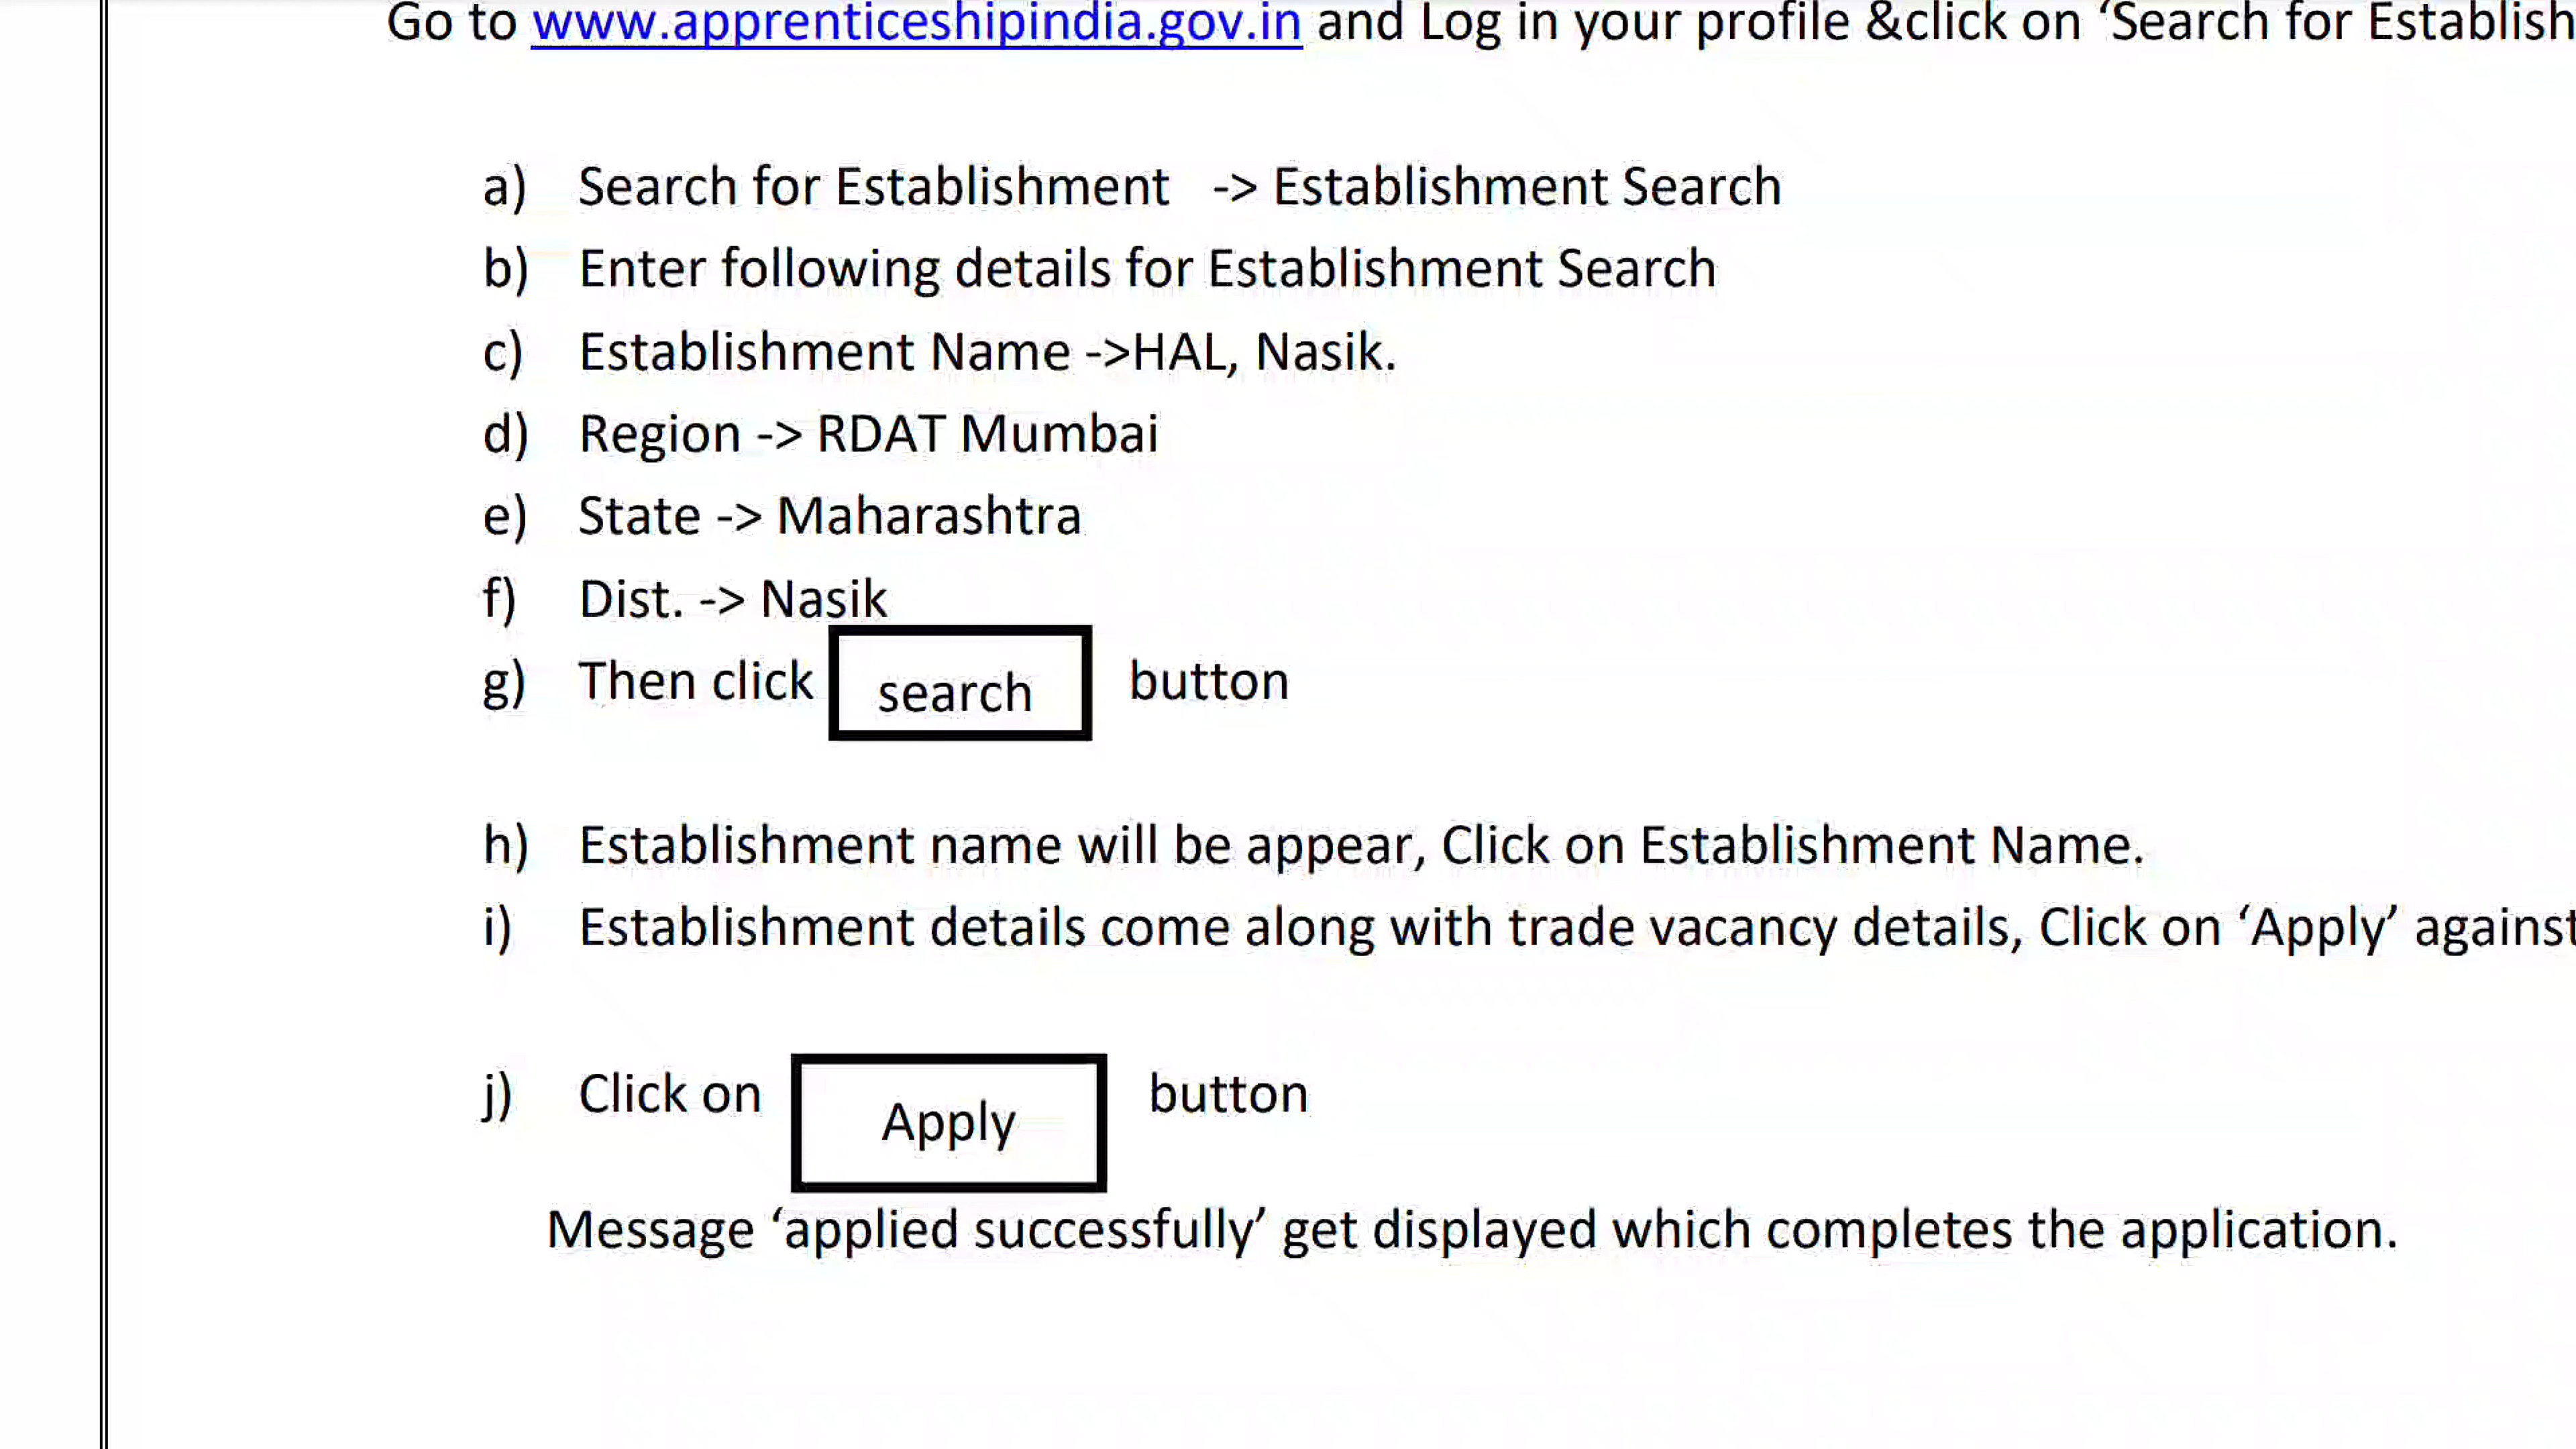 Go to www.apprenticeshipindia.gov.in and Log in your profile &click on ‘Search for Establish
a) Search for Establishment -> Establishment Search
b) Enter following details for Establishment Search
c) Establishment Name ->HAL, Nasik.
d) Region -> RDAT Mumbai
e) State -> Maharashtra
f) Dist. -> Nasik
g) Then click search button
h) Establishment name will be appear, Click on Establishment Name.
i) Establishment details come along with trade vacancy details, Click on ‘Apply’ against
j) Click on Apply button
Message ‘applied successfully’ get displayed which completes the application.